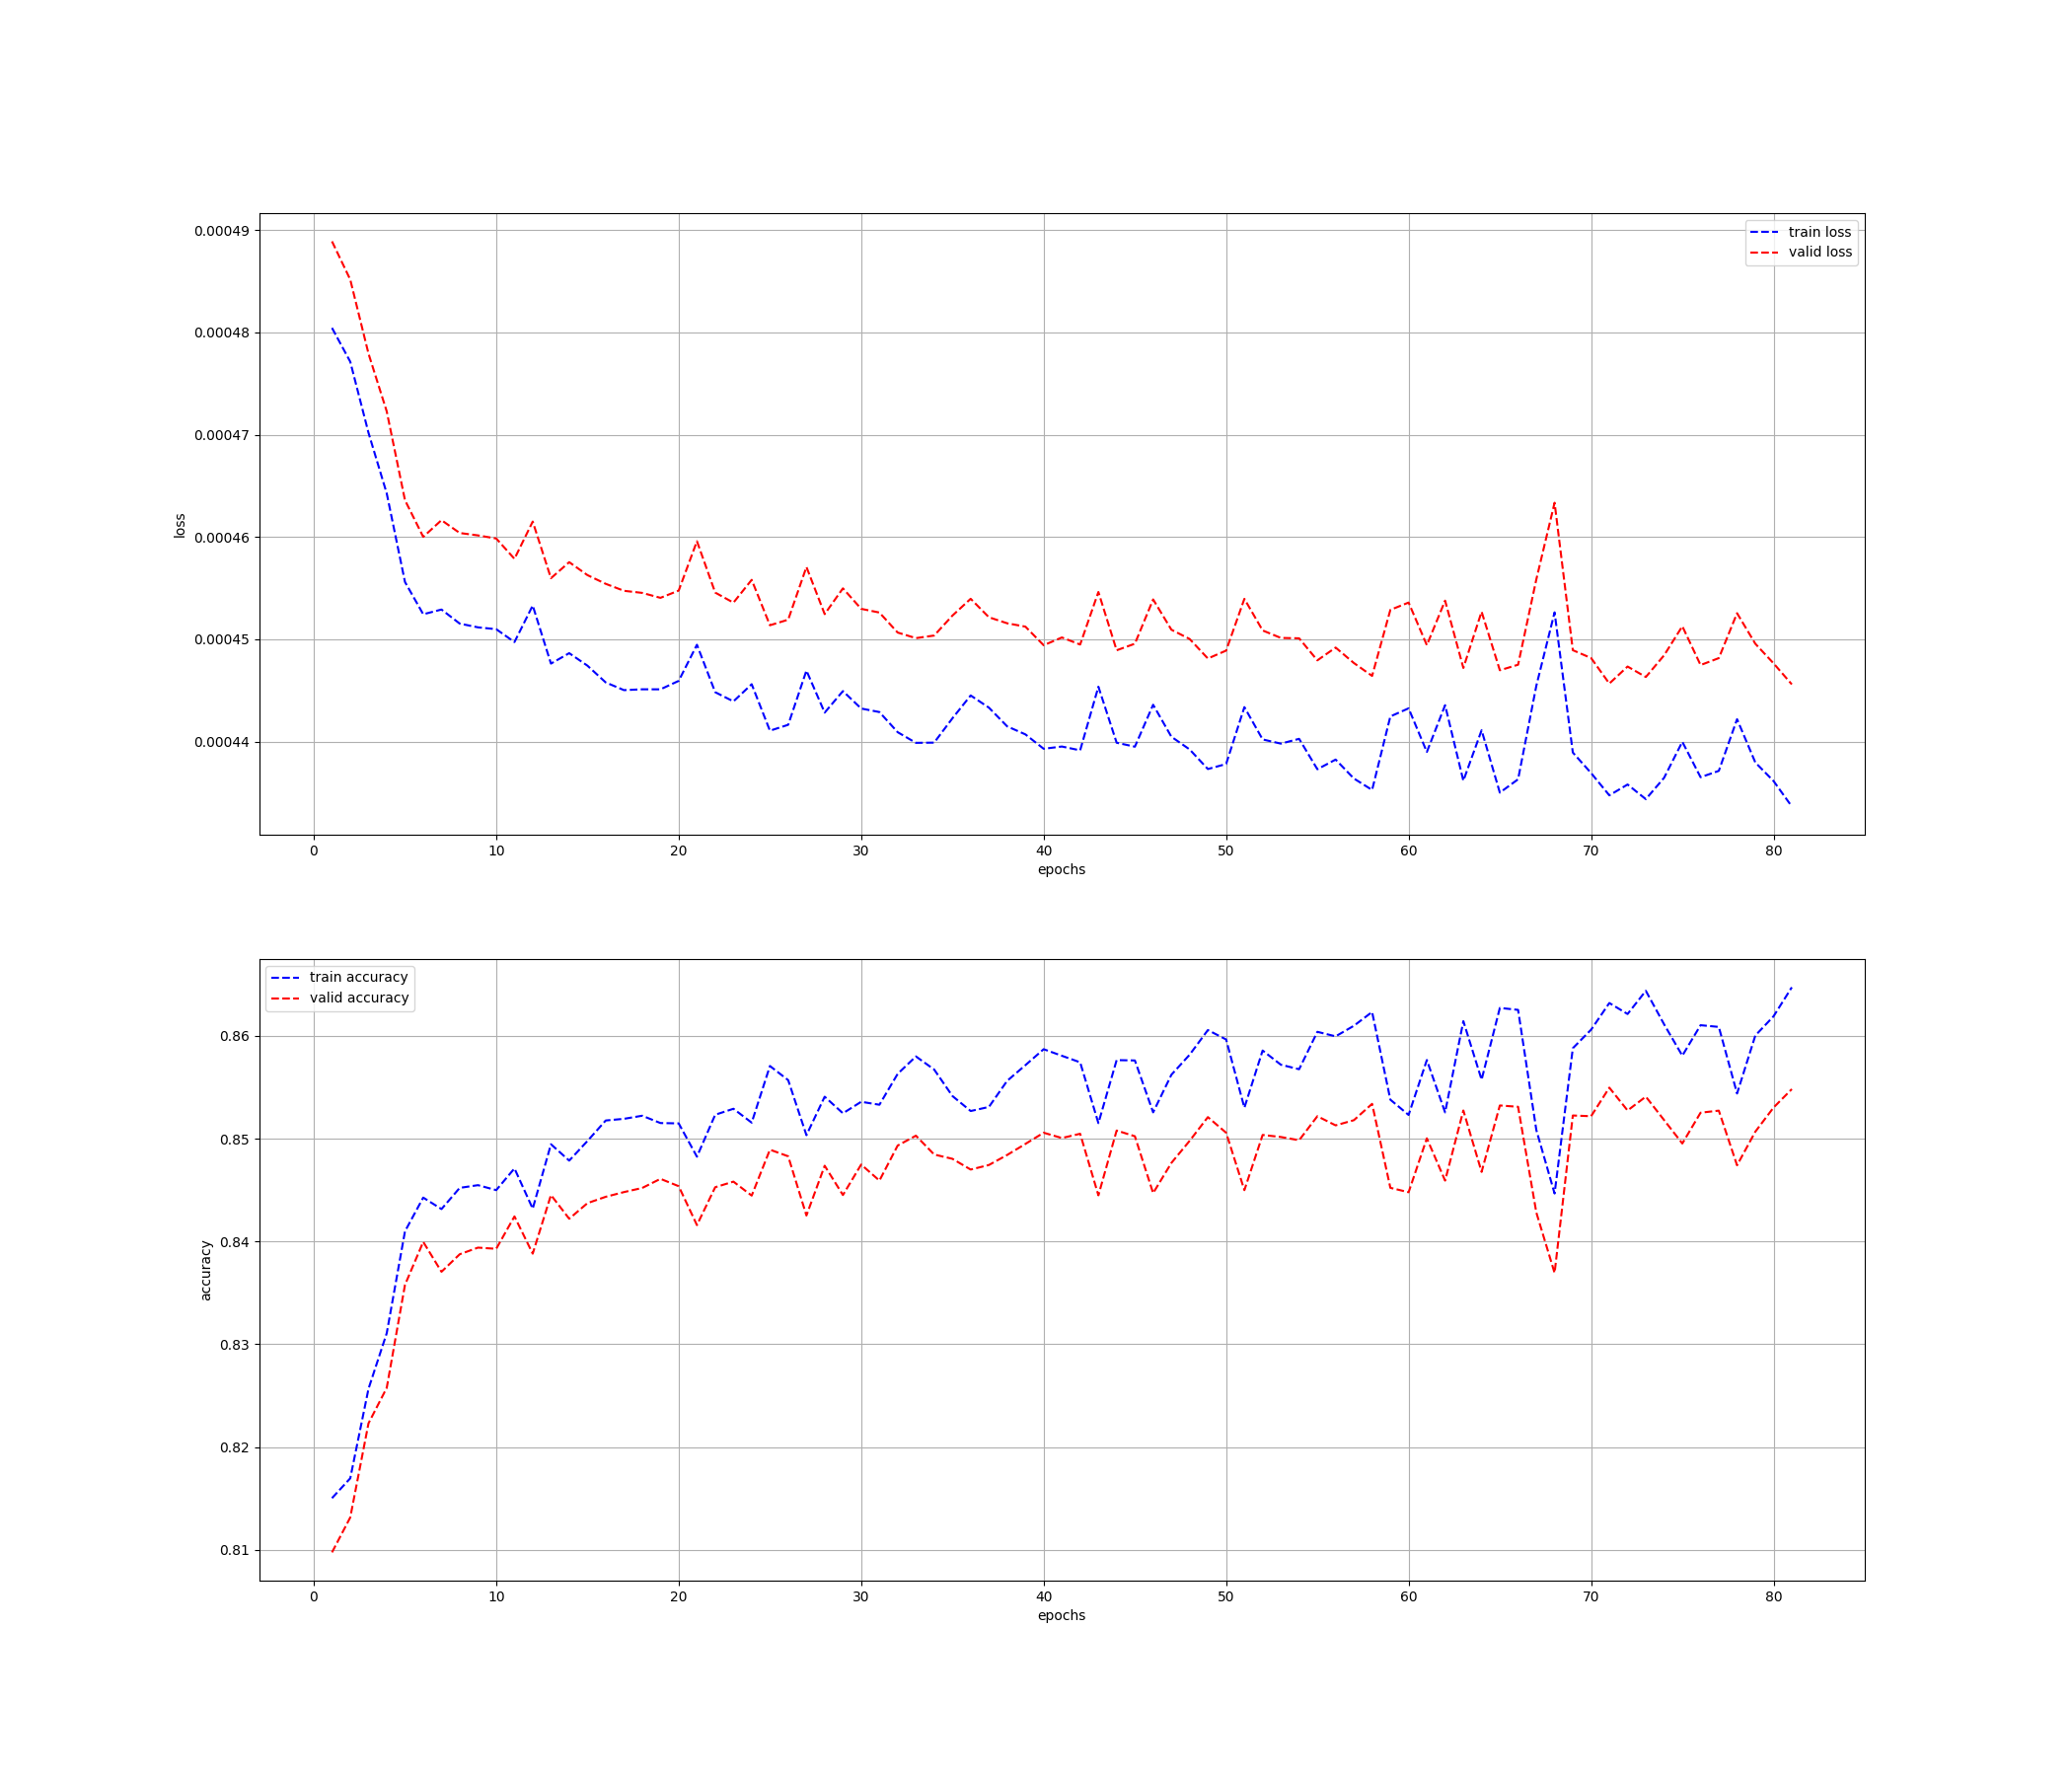 0.00049
0.00048
0.00047
0.00046
0.00045
0.00044
loss
train loss
valid loss
0 10 20 30 40 50 60 70 80
epochs
train accuracy
valid accuracy
0.86
0.85
0.84
0.83
0.82
0.81
accuracy
0 10 20 30 40 50 60 70 80
epochs